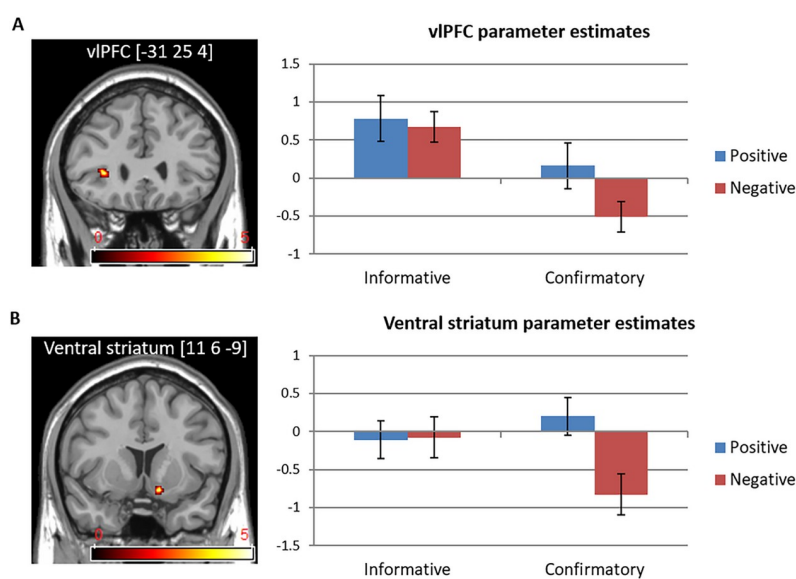 A
vlPFC [-31 25 4]
0 5
vlPFC parameter estimates
1.5
1
0.5
0
-0.5
-1
Informative Confirmatory
Positive
Negative
B
Ventral striatum [11 6 -9]
0 5
Ventral striatum parameter estimates
1
0.5
0
-0.5
-1
-1.5
Informative Confirmatory
Positive
Negative